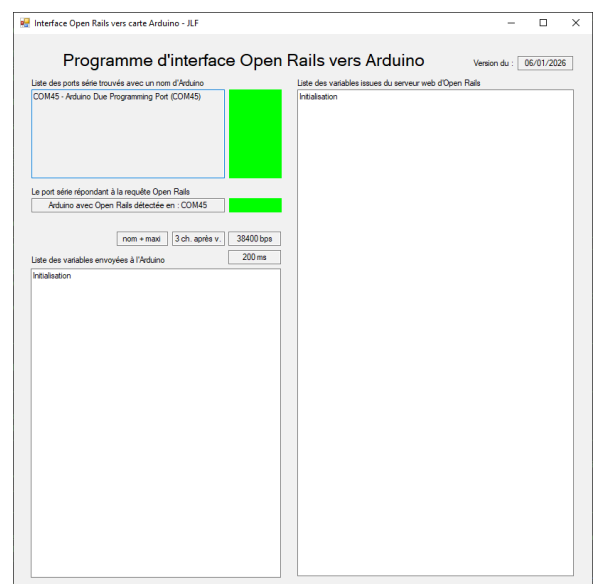 Interface Open Rails vers carte Arduino - JLF
Programme d'interface Open Rails vers Arduino
Version du : 06/01/2026
Liste des ports série trouvés avec un nom d'Arduino
COM45 - Arduino Due Programming Port (COM45)
Le port série répondant à la requête Open Rails
Arduino avec Open Rails détectée en : COM45
nom + maxi 3 ch. après v. 38400 bps
Liste des variables envoyées à l'Arduino 200 ms
Initialisation
Liste des variables issues du serveur web d'Open Rails
Initialisation